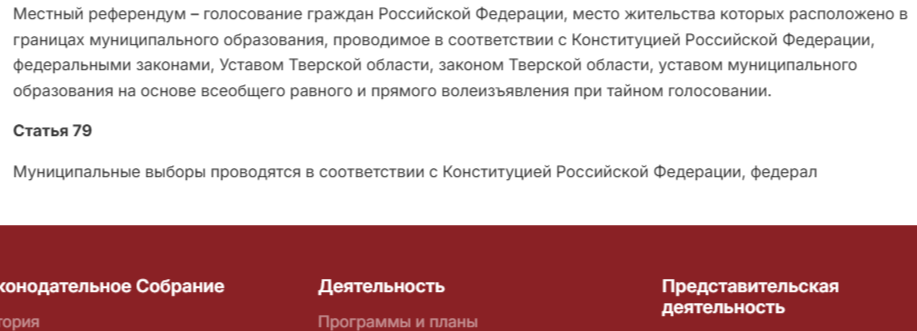 Местный референдум – голосование граждан Российской Федерации, место жительства которых расположено в
границах муниципального образования, проводимое в соответствии с Конституцией Российской Федерации,
федеральными законами, Уставом Тверской области, законом Тверской области, уставом муниципального
образования на основе всеобщего равного и прямого волеизъявления при тайном голосовании.
Статья 79
Муниципальные выборы проводятся в соответствии с Конституцией Российской Федерации, федерал
конодательное Собрание
тория
Деятельность
Программы и планы
Представительская
деятельность